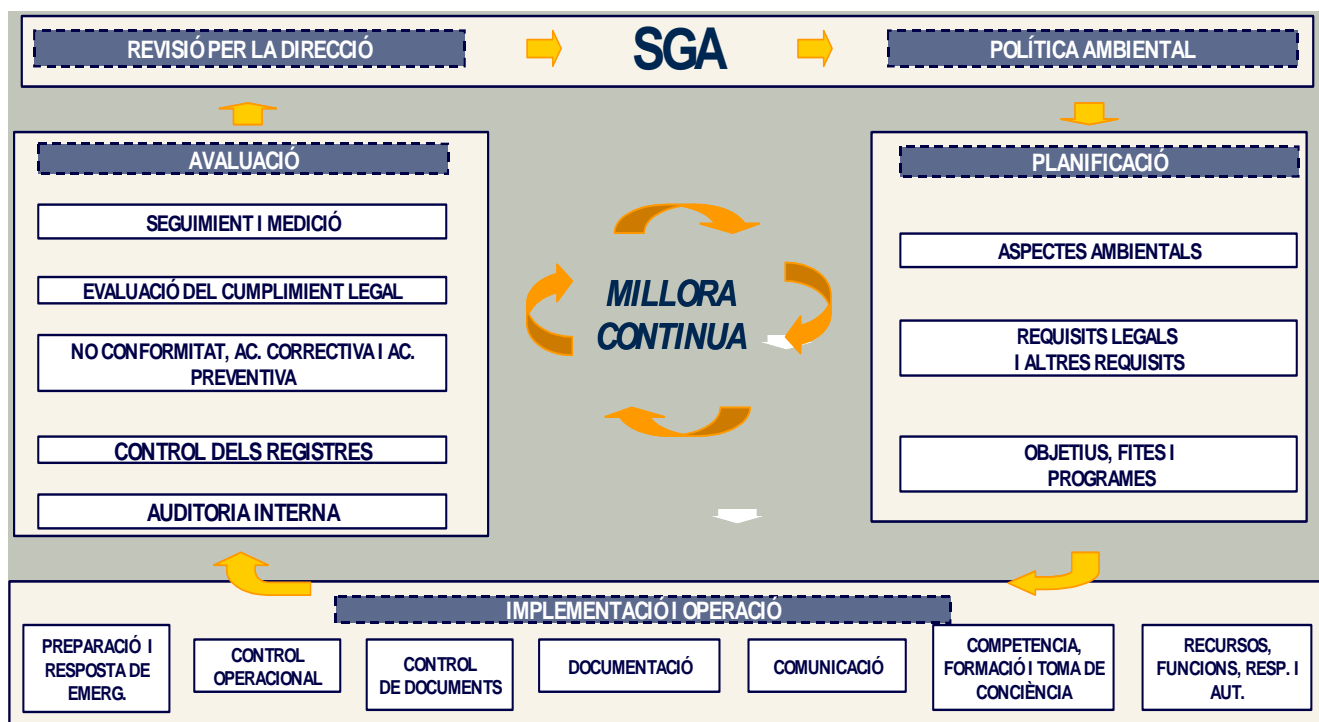 REVISIÓ PER LA DIRECCIÓ
SGA
POLÍTICA AMBIENTAL
AVALUACIÓ
SEGUIMIENT I MEDICIÓ
EVALUACIÓ DEL CUMPLIMIENT LEGAL
NO CONFORMITAT, AC. CORRECTIVA I AC.
PREVENTIVA
CONTROL DELS REGISTRES
AUDITORIA INTERNA
MILLORA
CONTINUA
PLANIFICACIÓ
ASPECTES AMBIENTALS
REQUISITS LEGALS
I ALTRES REQUISITS
OBJETIUS, FITES I
PROGRAMES
IMPLEMENTACIÓ I OPERACIÓ
PREPARACIÓ I
RESPOSTA DE
EMERG.
CONTROL
OPERACIONAL
CONTROL
DE DOCUMENTS
DOCUMENTACIÓ
COMUNICACIÓ
COMPETENCIA,
FORMACIÓ I TOMA DE
CONCIÈNCIA
RECURSOS,
FUNCIONS, RESP. I
AUT.